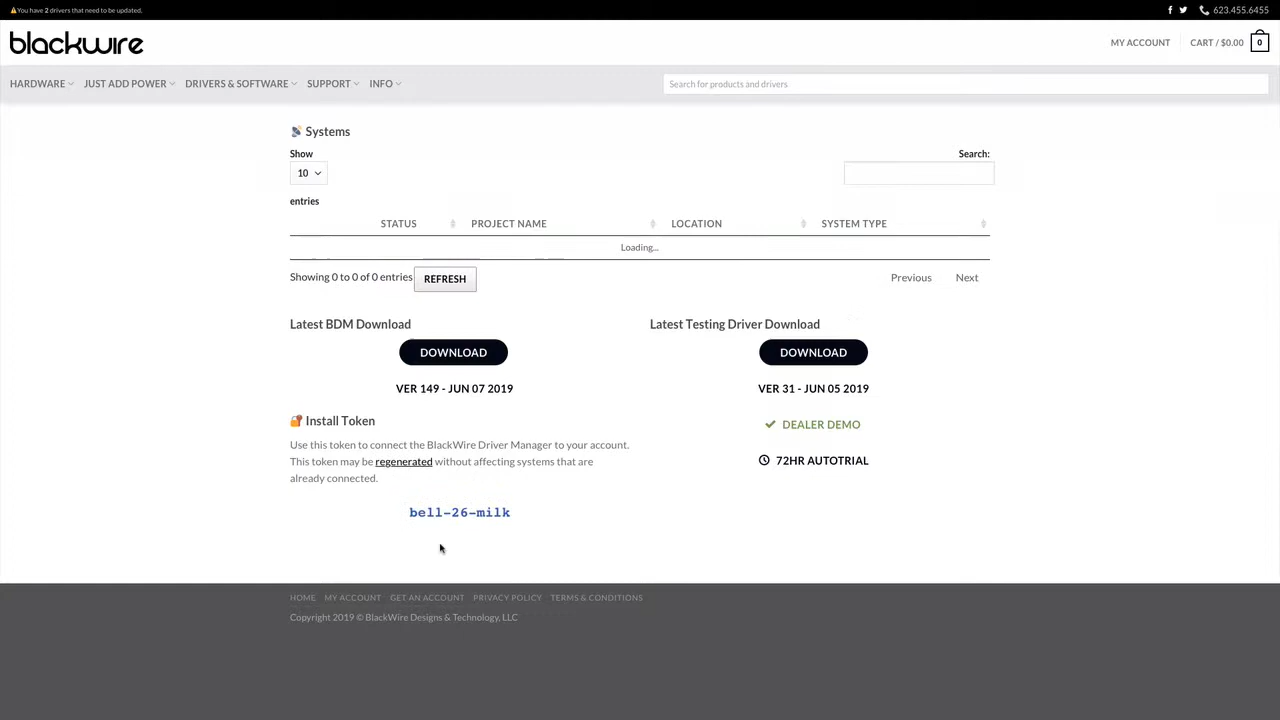 You have 2 drivers that need to be updated.
623.455.6455
blackwire
MY ACCOUNT
CART / $0.00
0
HARDWARE
JUST ADD POWER
DRIVERS & SOFTWARE
SUPPORT
INFO
Search for products and drivers
Systems
Show
Search:
10
entries
STATUS
PROJECT NAME
LOCATION
SYSTEM TYPE
Loading...
Showing 0 to 0 of 0 entries
REFRESH
Previous
Next
Latest BDM Download
Latest Testing Driver Download
DOWNLOAD
DOWNLOAD
VER 149 - JUN 07 2019
VER 31 - JUN 05 2019
Install Token
DEALER DEMO
Use this token to connect the BlackWire Driver Manager to your account.
This token may be regenerated without affecting systems that are
already connected.
72HR AUTOTRIAL
bell-26-milk
HOME
MY ACCOUNT
GET AN ACCOUNT
PRIVACY POLICY
TERMS & CONDITIONS
Copyright 2019 © BlackWire Designs & Technology, LLC